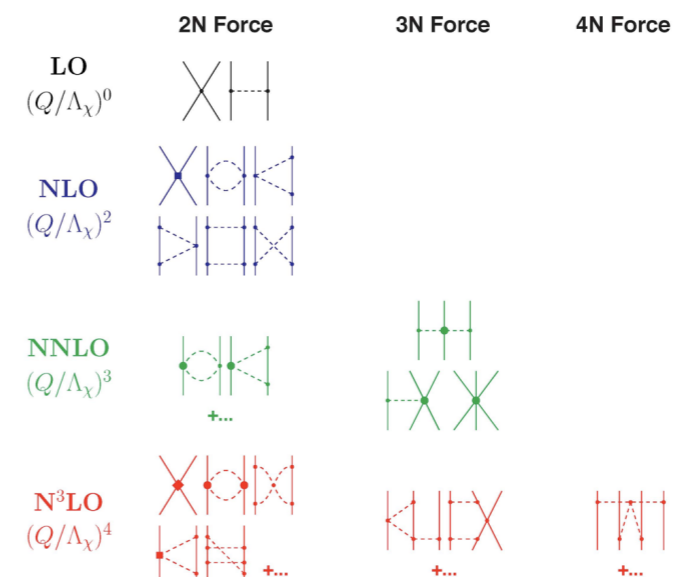 2N Force 3N Force 4N Force
LO
(Q/Λχ)⁰
NLO
(Q/Λχ)²
NNLO
(Q/Λχ)³
+...
N³LO
(Q/Λχ)⁴
+... +... +...